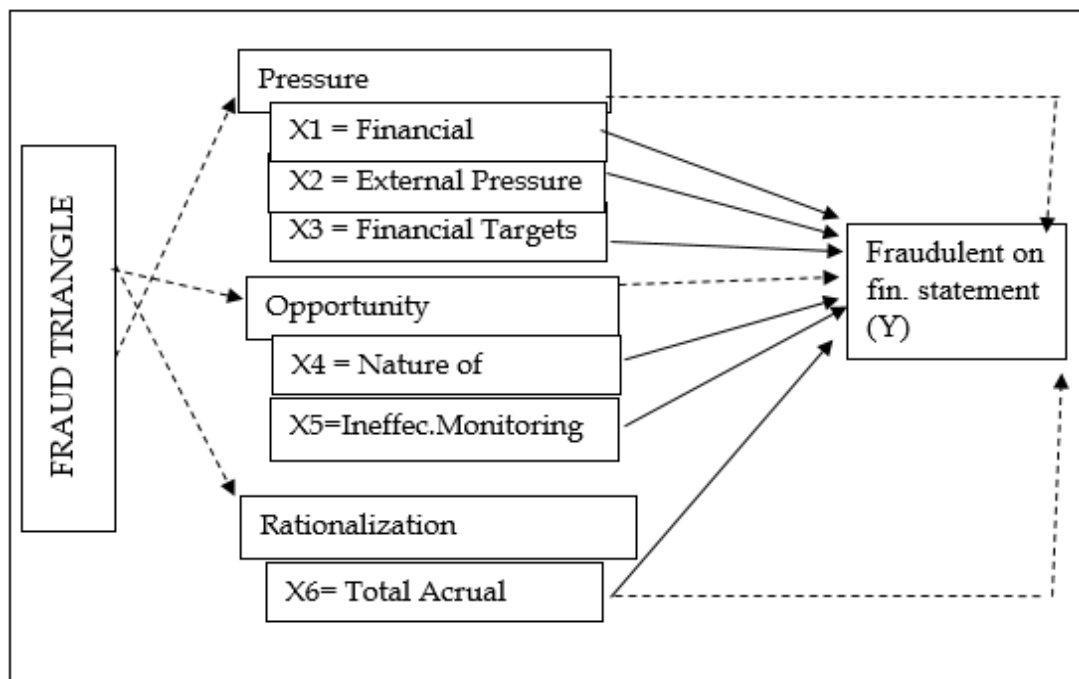 FRAUD TRIANGLE
Pressure
X1 = Financial
X2 = External Pressure
X3 = Financial Targets
Opportunity
X4 = Nature of
X5=Ineffec.Monitoring
Rationalization
X6= Total Acrual
Fraudulent on
fin. statement
(Y)